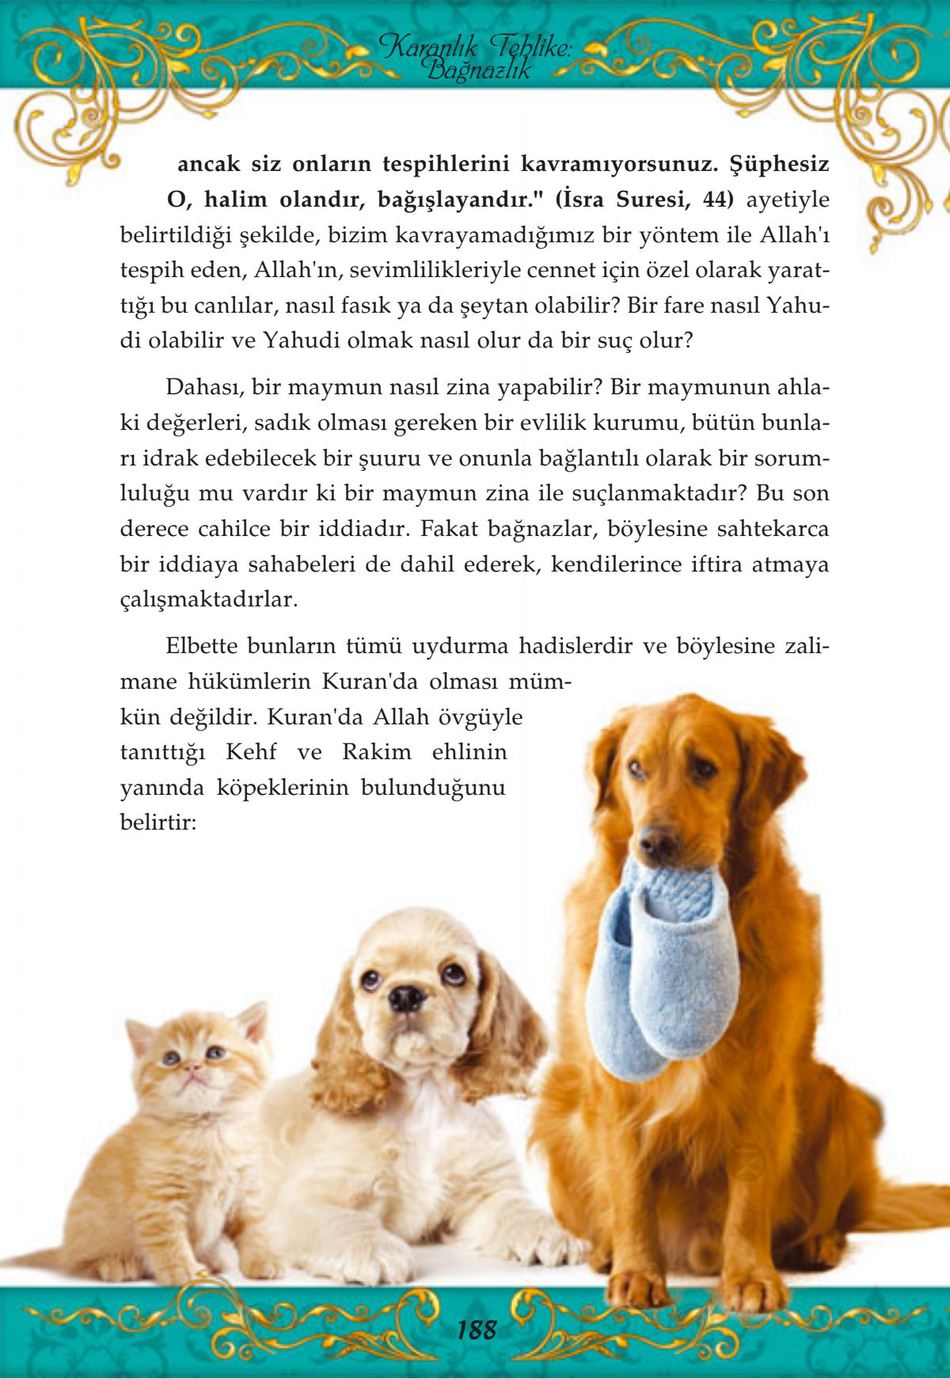 Karanlık Tehlike:
Bağnazlık
ancak siz onların tespihlerini kavramıyorsunuz. Şüphesiz
O, halim olandır, bağışlayandır." (İsra Suresi, 44) ayetiyle
belirtildiği şekilde, bizim kavrayamadığımız bir yöntem ile Allah'ı
tespih eden, Allah'ın, sevimlilikleriyle cennet için özel olarak yarat-
tığı bu canlılar, nasıl fasık ya da şeytan olabilir? Bir fare nasıl Yahu-
di olabilir ve Yahudi olmak nasıl olur da bir suç olur?
Dahası, bir maymun nasıl zina yapabilir? Bir maymunun ahla-
ki değerleri, sadık olması gereken bir evlilik kurumu, bütün bunla-
rı idrak edebilecek bir şuuru ve onunla bağlantılı olarak bir sorum-
luluğu mu vardır ki bir maymun zina ile suçlanmaktadır? Bu son
derece cahilce bir iddiadır. Fakat bağnazlar, böylesine sahtekarca
bir iddiaya sahabeleri de dahil ederek, kendilerince iftira atmaya
çalışmaktadırlar.
Elbette bunların tümü uydurma hadislerdir ve böylesine zali-
mane hükümlerin Kuran'da olması müm-
kün değildir. Kuran'da Allah övgüyle
tanıttığı Kehf ve Rakim ehlinin
yanında köpeklerinin bulunduğunu
belirtir:
188